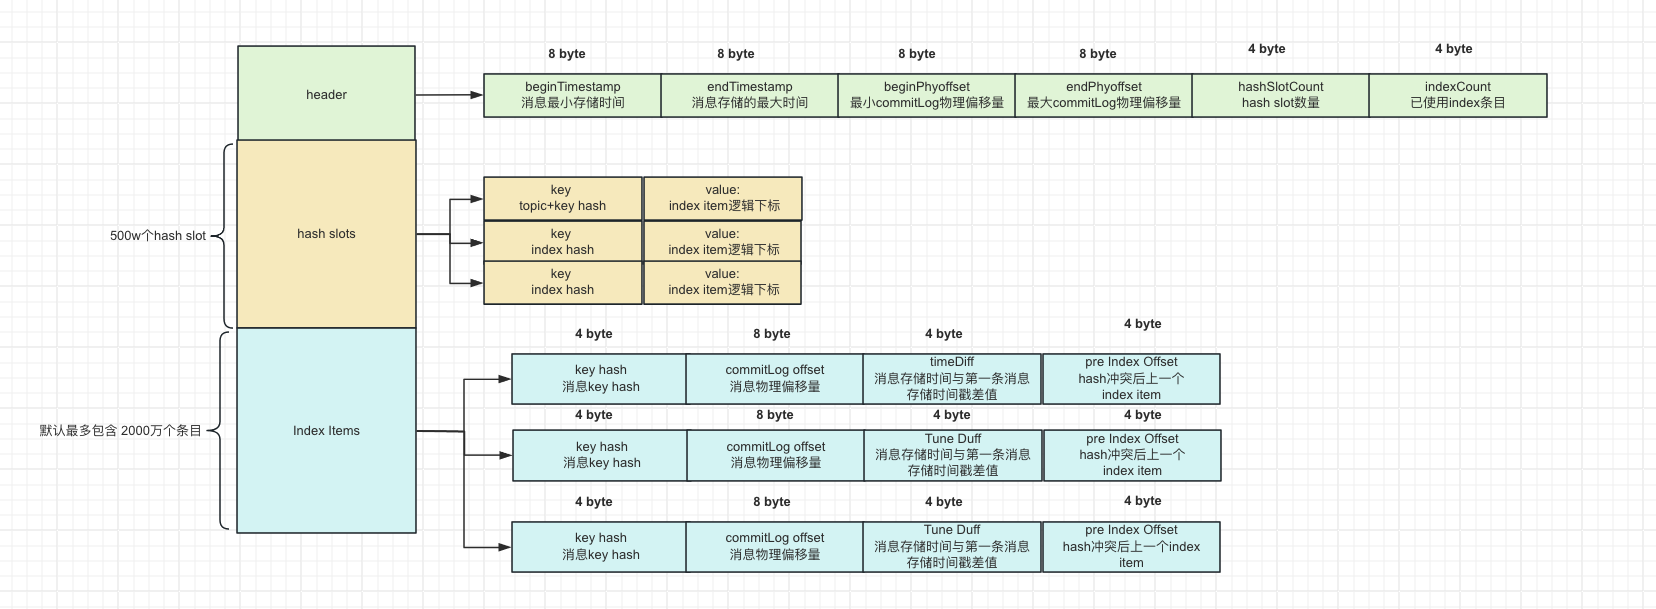 8 byte
8 byte
8 byte
8 byte
4 byte
4 byte
header
beginTimestamp
消息最小存储时间
endTimestamp
消息存储的最大时间
beginPhyoffset
最小commitLog物理偏移量
endPhyoffset
最大commitLog物理偏移量
hashSlotCount
hash slot数量
indexCount
已使用index条目
500w个hash slot
hash slots
key
topic+key hash
value:
index item逻辑下标
key
index hash
value:
index item逻辑下标
key
index hash
value:
index item逻辑下标
默认最多包含 2000万个条目
Index Items
4 byte
8 byte
4 byte
4 byte
key hash
消息key hash
commitLog offset
消息物理偏移量
timeDiff
消息存储时间与第一条消息
存储时间戳差值
pre Index Offset
hash冲突后上一个
index item
4 byte
8 byte
4 byte
4 byte
key hash
消息key hash
commitLog offset
消息物理偏移量
Tune Duff
消息存储时间与第一条消息
存储时间戳差值
pre Index Offset
hash冲突后上一个
index item
4 byte
8 byte
4 byte
4 byte
key hash
消息key hash
commitLog offset
消息物理偏移量
Tune Duff
消息存储时间与第一条消息
存储时间戳差值
pre Index Offset
hash冲突后上一个index
item